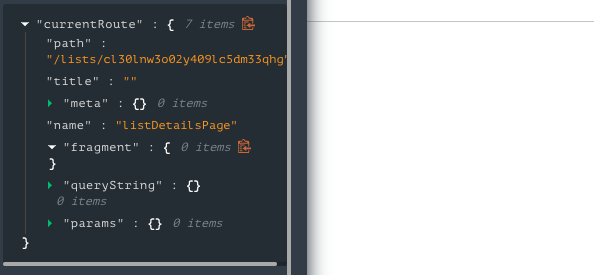 "currentRoute" : { 7 items
"path" :
"/lists/cl30lnw3o02y409lc5dm33qhg"
"title" : ""
"meta" : {} 0 items
"name" : "listDetailsPage"
"fragment" : { 0 items
}
"queryString" : {}
0 items
"params" : {} 0 items
}